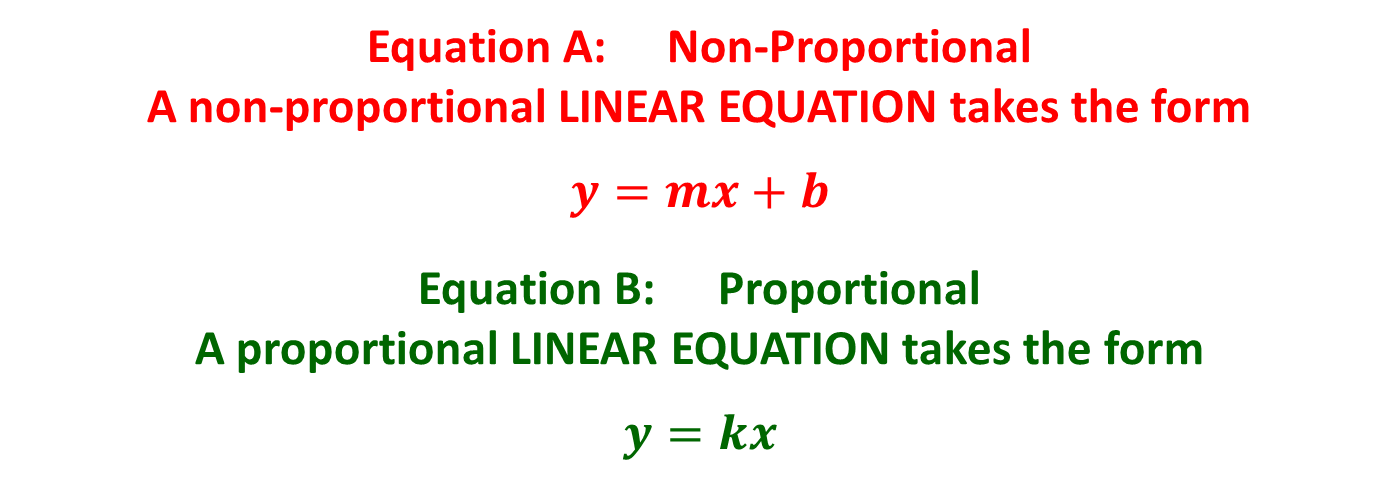 Equation A: Non-Proportional
A non-proportional LINEAR EQUATION takes the form
y = mx + b
Equation B: Proportional
A proportional LINEAR EQUATION takes the form
y = kx